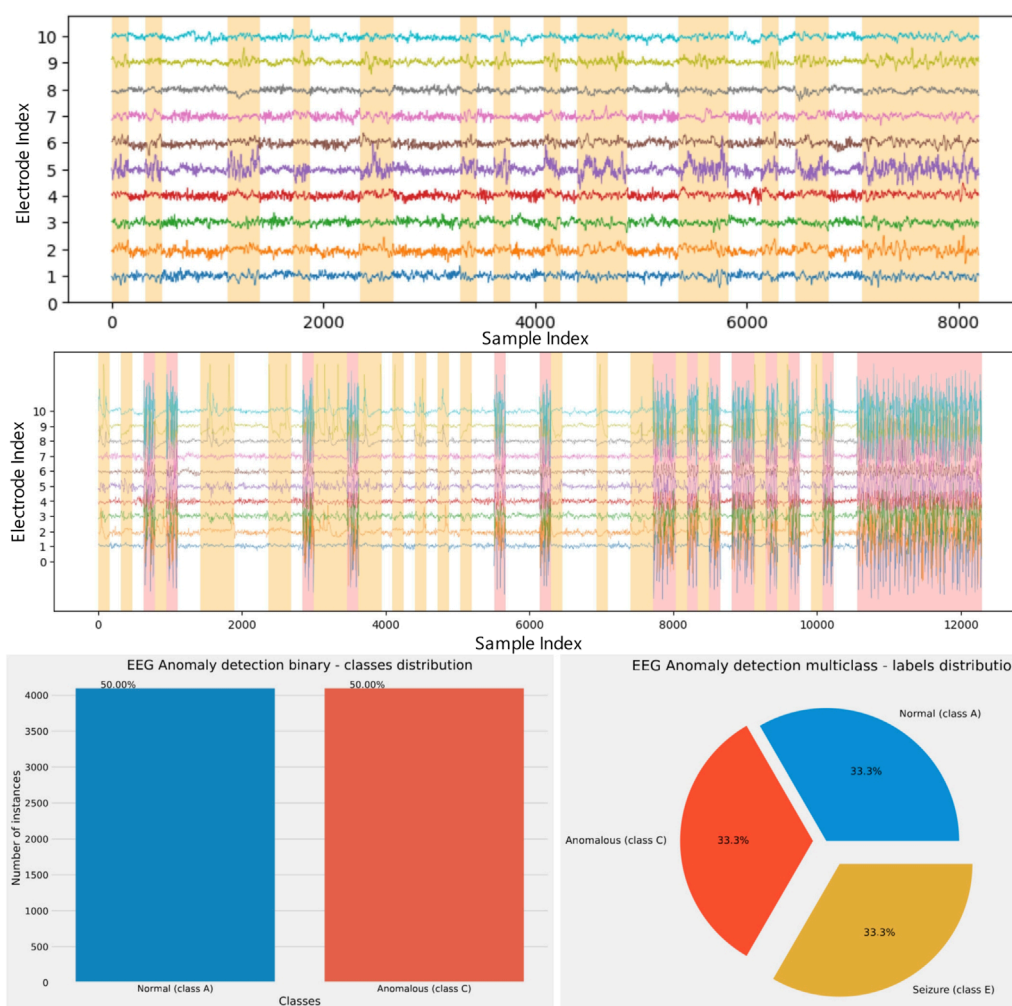 10
9
8
7
6
5
4
3
2
1
0
Electrode Index
0 2000 4000 6000 8000
Sample Index
10
9
8
7
6
5
4
3
2
1
0
Electrode Index
0 2000 4000 6000 8000 10000 12000
Sample Index
EEG Anomaly detection binary - classes distribution
50.00% 50.00%
4000
3500
3000
2500
2000
1500
1000
500
0
Number of instances
Normal (class A) Anomalous (class C)
Classes
EEG Anomaly detection multiclass - labels distributio
Normal (class A)
33.3%
Anomalous (class C)
33.3%
33.3%
Seizure (class E)